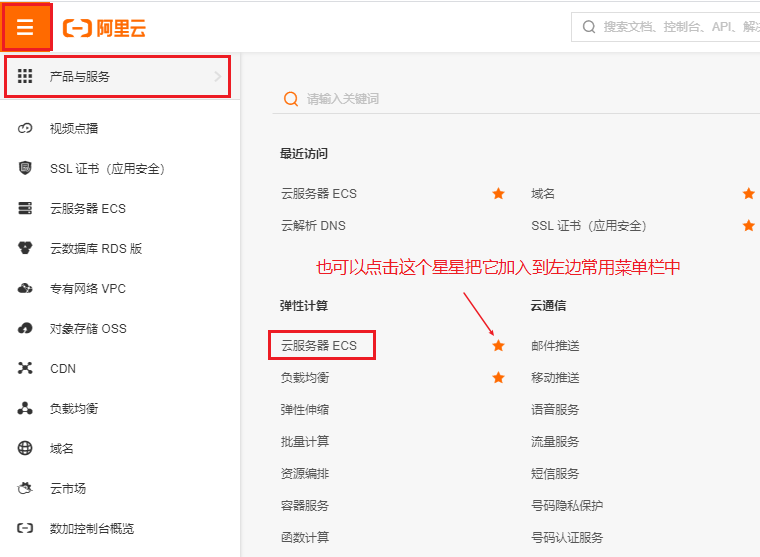 阿里云
搜索文档、控制台、API、解
产品与服务
请输入关键词
视频点播
SSL 证书（应用安全）
云服务器 ECS
云数据库 RDS 版
专有网络 VPC
对象存储 OSS
CDN
负载均衡
域名
云市场
数加控制台概览
最近访问
云服务器 ECS
域名
云解析 DNS
SSL 证书（应用安全）
也可以点击这个星星把它加入到左边常用菜单栏中
弹性计算
云服务器 ECS
负载均衡
弹性伸缩
批量计算
资源编排
容器服务
函数计算
云通信
邮件推送
移动推送
语音服务
流量服务
短信服务
号码隐私保护
号码认证服务